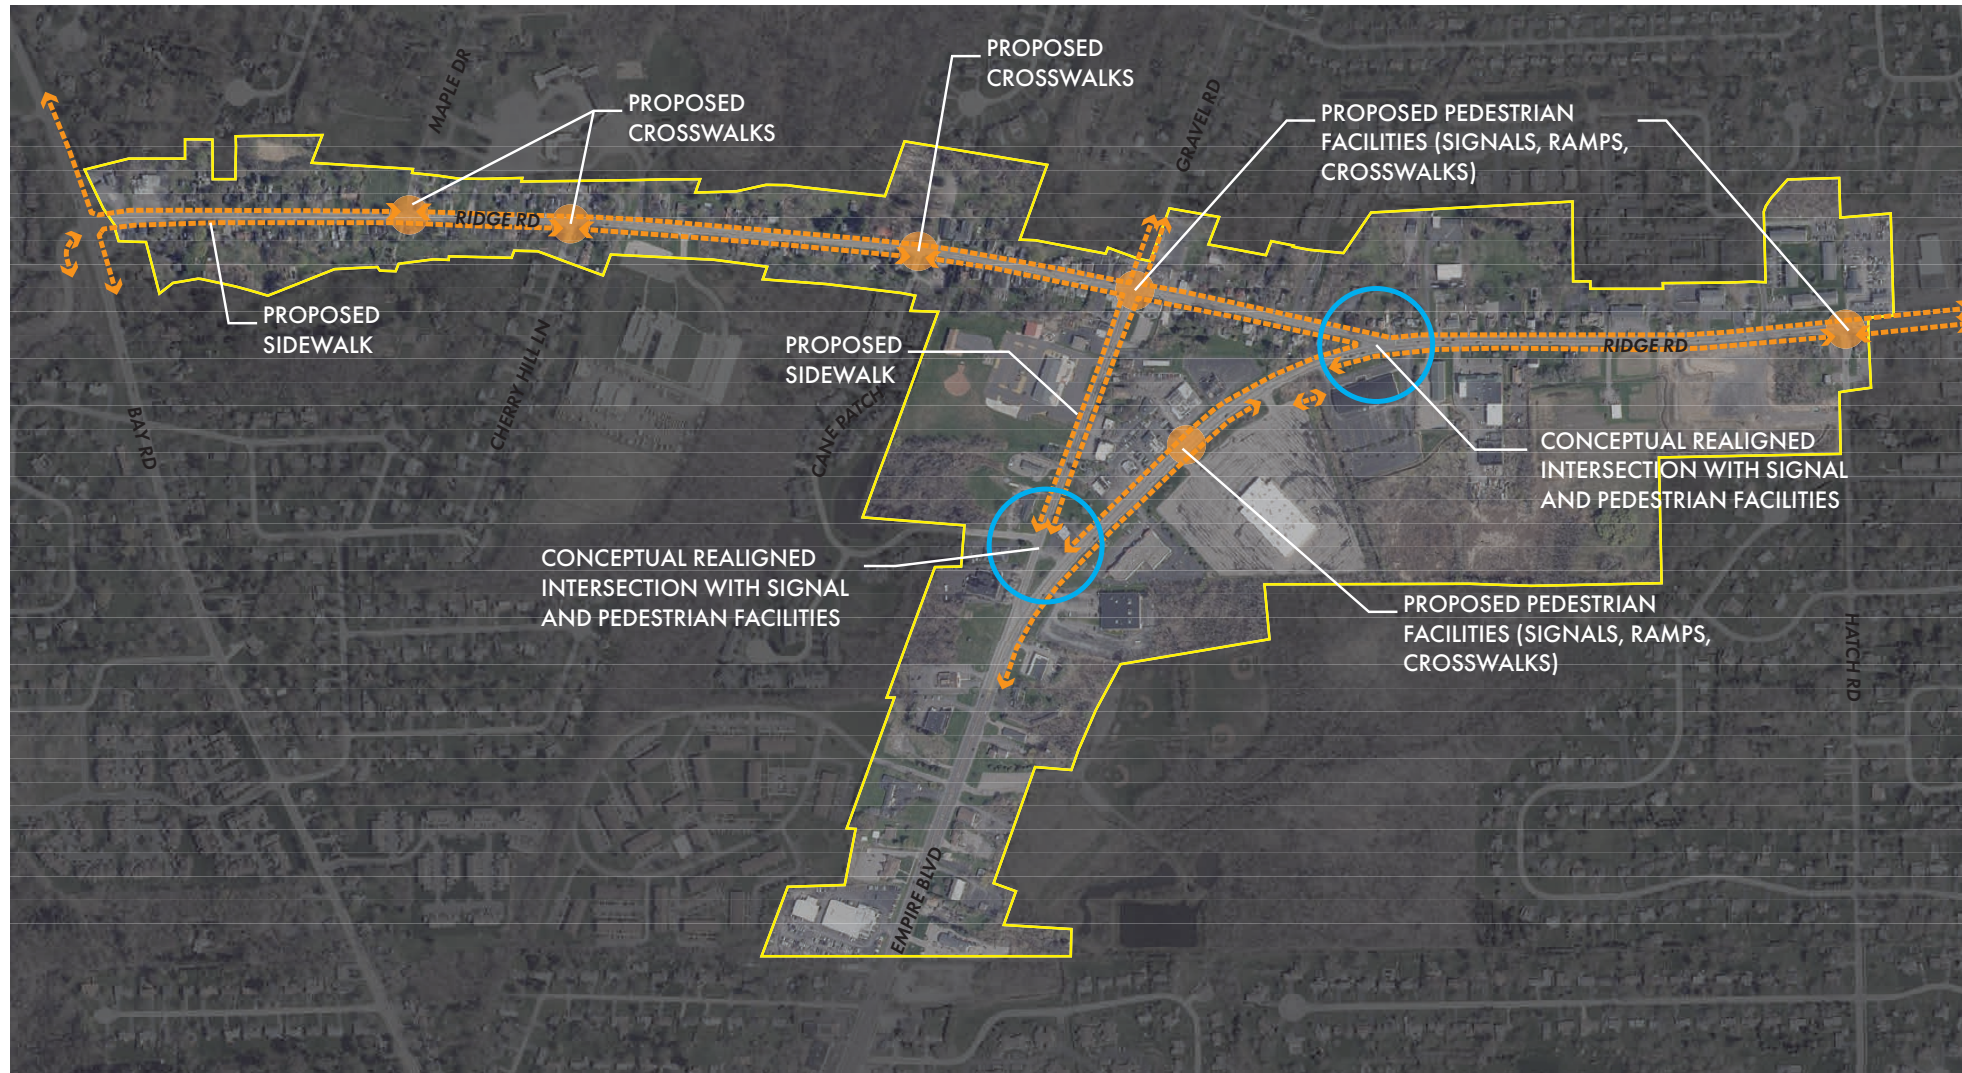 PROPOSED
CROSSWALKS
MAPLE DR
PROPOSED
CROSSWALKS
GRAVEL RD
PROPOSED PEDESTRIAN
FACILITIES (SIGNALS, RAMPS,
CROSSWALKS)
RIDGE RD
PROPOSED
SIDEWALK
PROPOSED
SIDEWALK
RIDGE RD
BAY RD
CHERRY HILL LN
CANE PATCH
CONCEPTUAL REALIGNED
INTERSECTION WITH SIGNAL
AND PEDESTRIAN FACILITIES
CONCEPTUAL REALIGNED
INTERSECTION WITH SIGNAL
AND PEDESTRIAN FACILITIES
PROPOSED PEDESTRIAN
FACILITIES (SIGNALS, RAMPS,
CROSSWALKS)
HATCH RD
EMPIRE BLVD